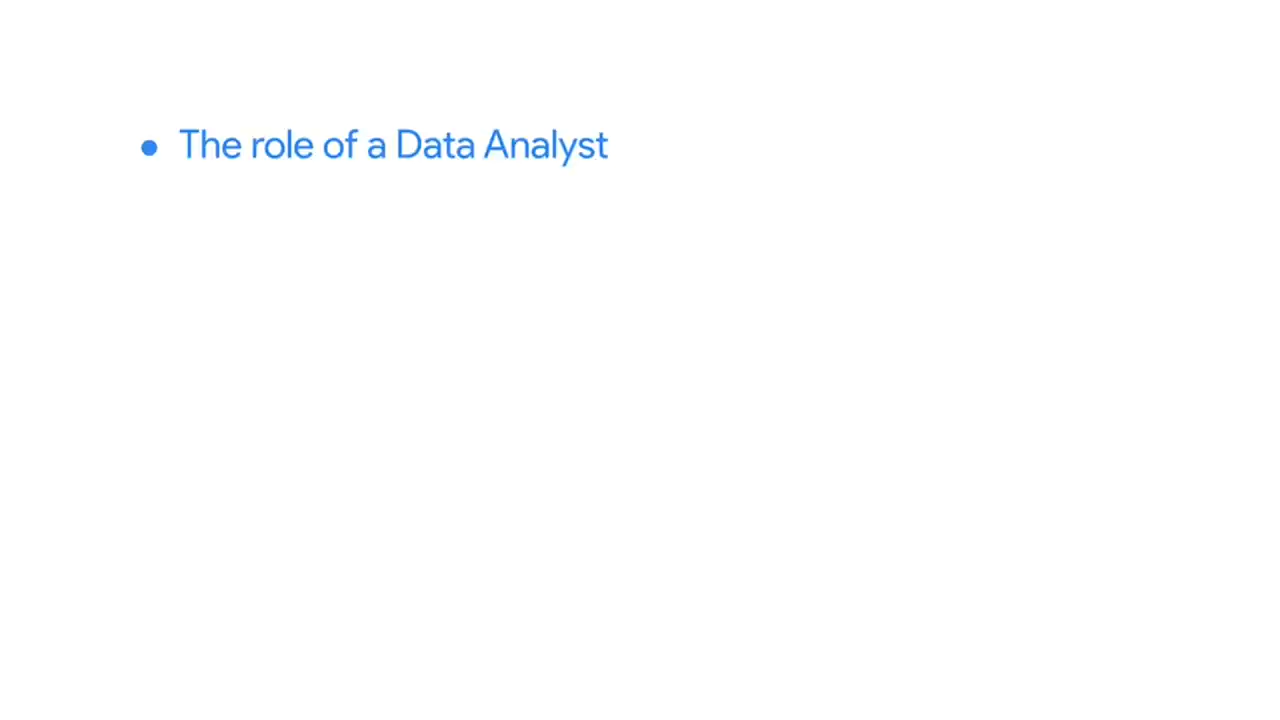 • The role of a Data Analyst